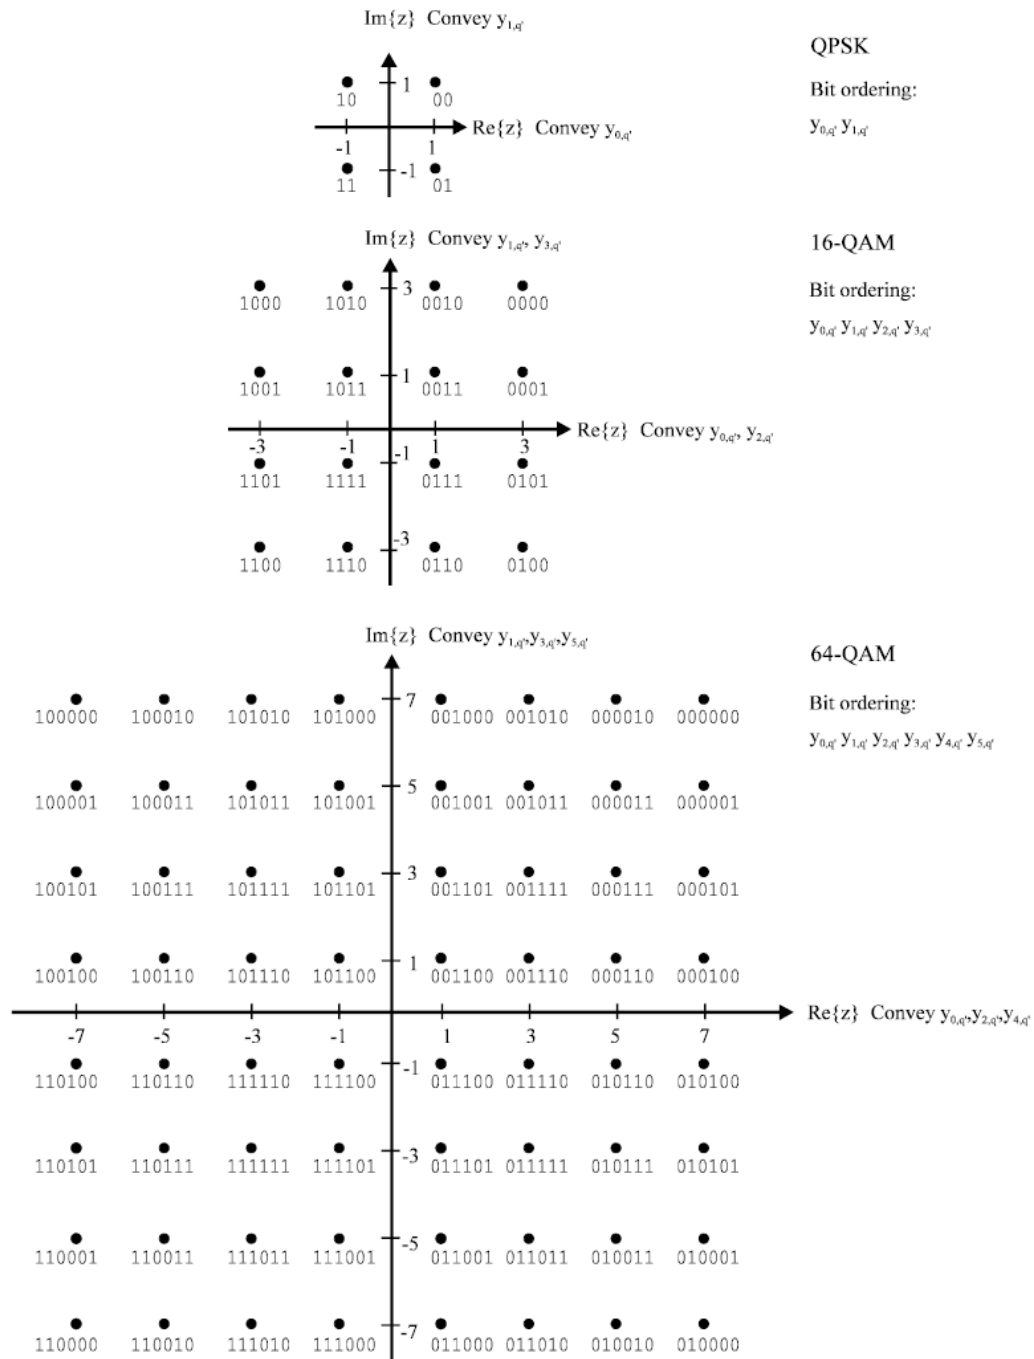 Im{z} Convey y1,q'
QPSK
Bit ordering:
y0,q' y1,q'
1
10 00
Re{z} Convey y0,q'
-1 1
-1
11 01
Im{z} Convey y1,q', y3,q'
16-QAM
Bit ordering:
y0,q' y1,q' y2,q' y3,q'
3
1000 1010 0010 0000
1
1001 1011 0011 0001
Re{z} Convey y0,q', y2,q'
-3 -1 1 3
-1
1101 1111 0111 0101
-3
1100 1110 0110 0100
Im{z} Convey y1,q',y3,q',y5,q'
64-QAM
Bit ordering:
y0,q' y1,q' y2,q' y3,q' y4,q' y5,q'
7
100000 100010 101010 101000 001000 001010 000010 000000
5
100001 100011 101011 101001 001001 001011 000011 000001
3
100101 100111 101111 101101 001101 001111 000111 000101
1
100100 100110 101110 101100 001100 001110 000110 000100
Re{z} Convey y0,q',y2,q',y4,q'
-7 -5 -3 -1 1 3 5 7
-1
110100 110110 111110 111100 011100 011110 010110 010100
-3
110101 110111 111111 111101 011101 011111 010111 010101
-5
110001 110011 111011 111001 011001 011011 010011 010001
-7
110000 110010 111010 111000 011000 011010 010010 010000